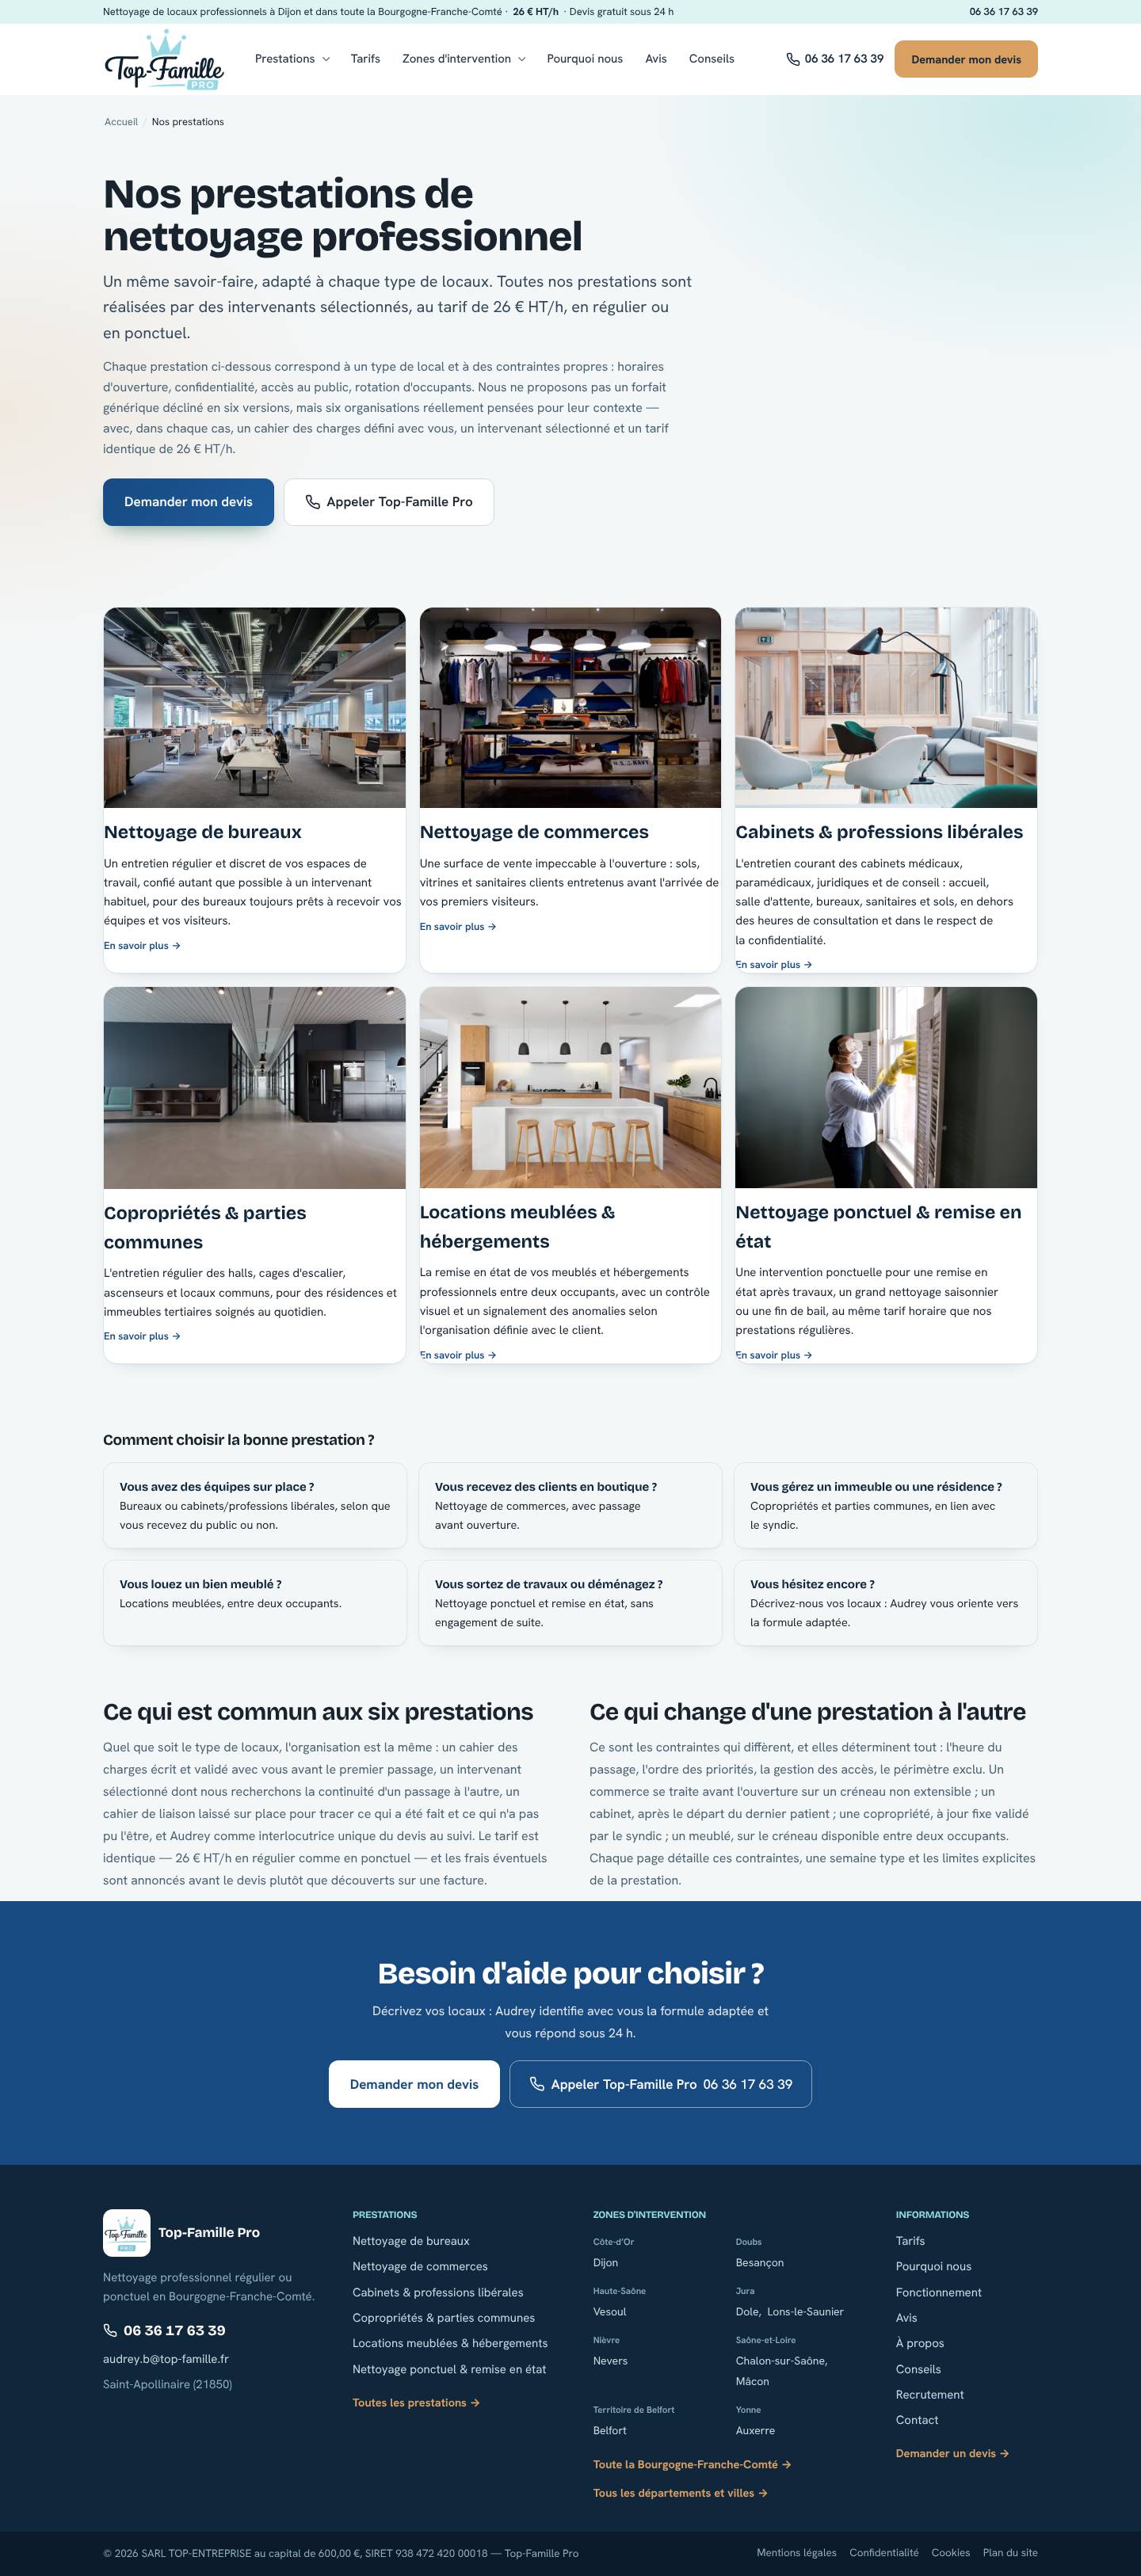 Nettoyage de locaux professionnels à Dijon et dans toute la Bourgogne-Franche-Comté · 26 € HT/h · Devis gratuit sous 24 h
06 36 17 63 39
Top-Famille
PRO
Prestations
Tarifs
Zones d'intervention
Pourquoi nous
Avis
Conseils
06 36 17 63 39
Demander mon devis
Accueil / Nos prestations
Nos prestations de
nettoyage professionnel
Un même savoir-faire, adapté à chaque type de locaux. Toutes nos prestations sont
réalisées par des intervenants sélectionnés, au tarif de 26 € HT/h, en régulier ou
en ponctuel.
Chaque prestation ci-dessous correspond à un type de local et à des contraintes propres : horaires
d'ouverture, confidentialité, accès au public, rotation d'occupants. Nous ne proposons pas un forfait
générique décliné en six versions, mais six organisations réellement pensées pour leur contexte —
avec, dans chaque cas, un cahier des charges défini avec vous, un intervenant sélectionné et un tarif
identique de 26 € HT/h.
Demander mon devis
Appeler Top-Famille Pro
U.S. NAVY
Nettoyage de bureaux
Un entretien régulier et discret de vos espaces de
travail, confié autant que possible à un intervenant
habituel, pour des bureaux toujours prêts à recevoir vos
équipes et vos visiteurs.
En savoir plus →
Nettoyage de commerces
Une surface de vente impeccable à l'ouverture : sols,
vitrines et sanitaires clients entretenus avant l'arrivée de
vos premiers visiteurs.
En savoir plus →
Cabinets & professions libérales
L'entretien courant des cabinets médicaux,
paramédicaux, juridiques et de conseil : accueil,
salle d'attente, bureaux, sanitaires et sols, en dehors
des heures de consultation et dans le respect de
la confidentialité.
En savoir plus →
Copropriétés & parties
communes
L'entretien régulier des halls, cages d'escalier,
ascenseurs et locaux communs, pour des résidences et
immeubles tertiaires soignés au quotidien.
En savoir plus →
Locations meublées &
hébergements
La remise en état de vos meublés et hébergements
professionnels entre deux occupants, avec un contrôle
visuel et un signalement des anomalies selon
l'organisation définie avec le client.
En savoir plus →
Nettoyage ponctuel & remise en
état
Une intervention ponctuelle pour une remise en
état après travaux, un grand nettoyage saisonnier
ou une fin de bail, au même tarif horaire que nos
prestations régulières.
En savoir plus →
Comment choisir la bonne prestation ?
Vous avez des équipes sur place ?
Bureaux ou cabinets/professions libérales, selon que
vous recevez du public ou non.
Vous recevez des clients en boutique ?
Nettoyage de commerces, avec passage
avant ouverture.
Vous gérez un immeuble ou une résidence ?
Copropriétés et parties communes, en lien avec
le syndic.
Vous louez un bien meublé ?
Locations meublées, entre deux occupants.
Vous sortez de travaux ou déménagez ?
Nettoyage ponctuel et remise en état, sans
engagement de suite.
Vous hésitez encore ?
Décrivez-nous vos locaux : Audrey vous oriente vers
la formule adaptée.
Ce qui est commun aux six prestations
Quel que soit le type de locaux, l'organisation est la même : un cahier des
charges écrit et validé avec vous avant le premier passage, un intervenant
sélectionné dont nous recherchons la continuité d'un passage à l'autre, un
cahier de liaison laissé sur place pour tracer ce qui a été fait et ce qui n'a pas
pu l'être, et Audrey comme interlocutrice unique du devis au suivi. Le tarif est
identique — 26 € HT/h en régulier comme en ponctuel — et les frais éventuels
sont annoncés avant le devis plutôt que découverts sur une facture.
Ce qui change d'une prestation à l'autre
Ce sont les contraintes qui diffèrent, et elles déterminent tout : l'heure du
passage, l'ordre des priorités, la gestion des accès, le périmètre exclu. Un
commerce se traite avant l'ouverture sur un créneau non extensible ; un
cabinet, après le départ du dernier patient ; une copropriété, à jour fixe validé
par le syndic ; un meublé, sur le créneau disponible entre deux occupants.
Chaque page détaille ces contraintes, une semaine type et les limites explicites
de la prestation.
Besoin d'aide pour choisir ?
Décrivez vos locaux : Audrey identifie avec vous la formule adaptée et
vous répond sous 24 h.
Demander mon devis
Appeler Top-Famille Pro 06 36 17 63 39
Top-Famille
PRO
Top-Famille Pro
Nettoyage professionnel régulier ou
ponctuel en Bourgogne-Franche-Comté.
06 36 17 63 39
audrey.b@top-famille.fr
Saint-Apollinaire (21850)
PRESTATIONS
Nettoyage de bureaux
Nettoyage de commerces
Cabinets & professions libérales
Copropriétés & parties communes
Locations meublées & hébergements
Nettoyage ponctuel & remise en état
Toutes les prestations →
ZONES D'INTERVENTION
Côte-d'Or
Dijon
Doubs
Besançon
Haute-Saône
Vesoul
Jura
Dole, Lons-le-Saunier
Nièvre
Nevers
Saône-et-Loire
Chalon-sur-Saône,
Mâcon
Territoire de Belfort
Belfort
Yonne
Auxerre
Toute la Bourgogne-Franche-Comté →
Tous les départements et villes →
INFORMATIONS
Tarifs
Pourquoi nous
Fonctionnement
Avis
À propos
Conseils
Recrutement
Contact
Demander un devis →
© 2026 SARL TOP-ENTREPRISE au capital de 600,00 €, SIRET 938 472 420 00018 — Top-Famille Pro
Mentions légales
Confidentialité
Cookies
Plan du site